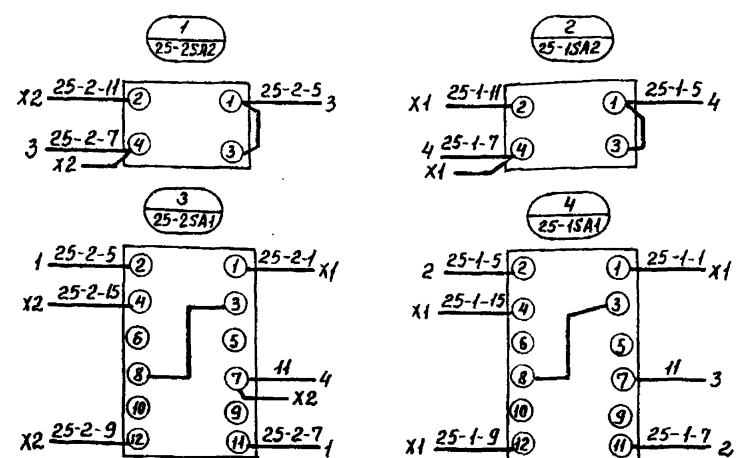 1
25-2SA2
X2 25-2-11 2 1 25-2-5 3
3 25-2-7 4 3
X2
2
25-1SA2
X1 25-1-11 2 1 25-1-5 4
4 25-1-7 4 3
X1
3
25-2SA1
1 25-2-5 2 1 25-2-1 X1
X2 25-2-15 4 3
6 5
8 7 11 4
X2
10 9
X2 25-2-9 12 11 25-2-7 1
4
25-1SA1
2 25-1-5 2 1 25-1-1 X1
X1 25-1-15 4 3
6 5
8 7 11 3
10 9
X1 25-1-9 12 11 25-1-7 2